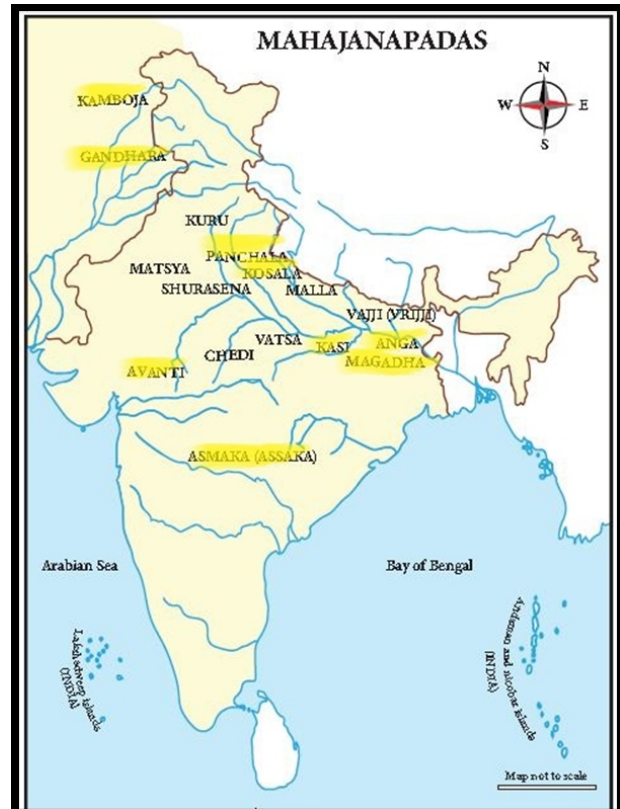 MAHAJANAPADAS
N
W
E
S
KAMBOJA
GANDHARA
KURU
PANCHALA
MATSYA
KOSALA
SHURASENA
MALLA
VAJJI (VRIJJI)
VATSA
KASI
ANGA
CHEDI
MAGADHA
AVANTI
ASMAKA (ASSAKA)
Arabian Sea
Bay of Bengal
Lakshadweep islands
(INDIA)
Andaman and nicobar islands
(INDIA)
Map not to scale